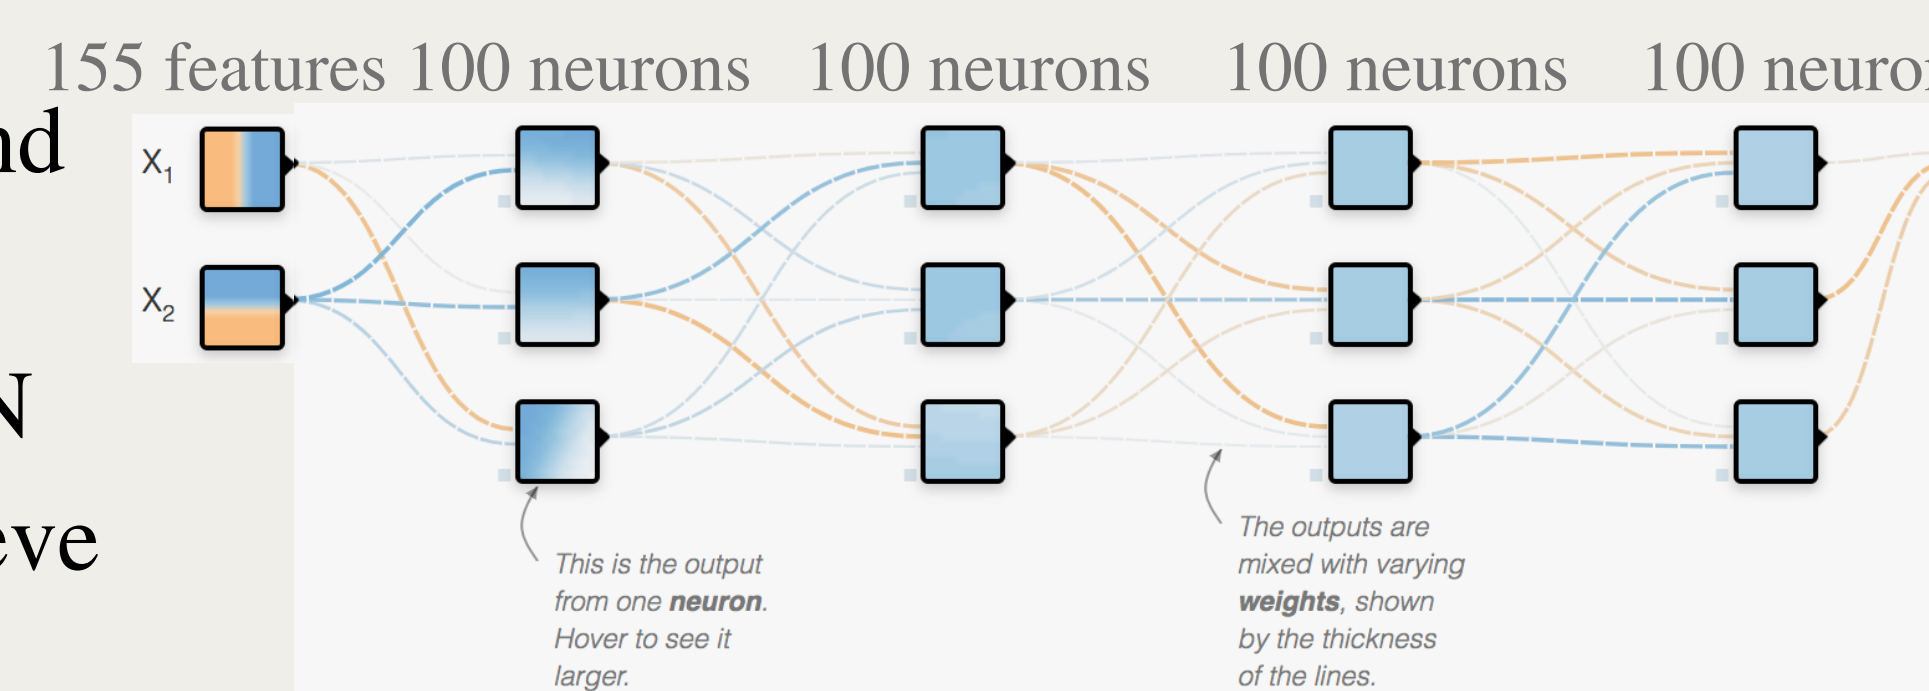 155 features 100 neurons 100 neurons 100 neurons 100 neuro
nd
X1
X2
N
eve
This is the output
from one neuron.
Hover to see it
larger.
The outputs are
mixed with varying
weights, shown
by the thickness
of the lines.